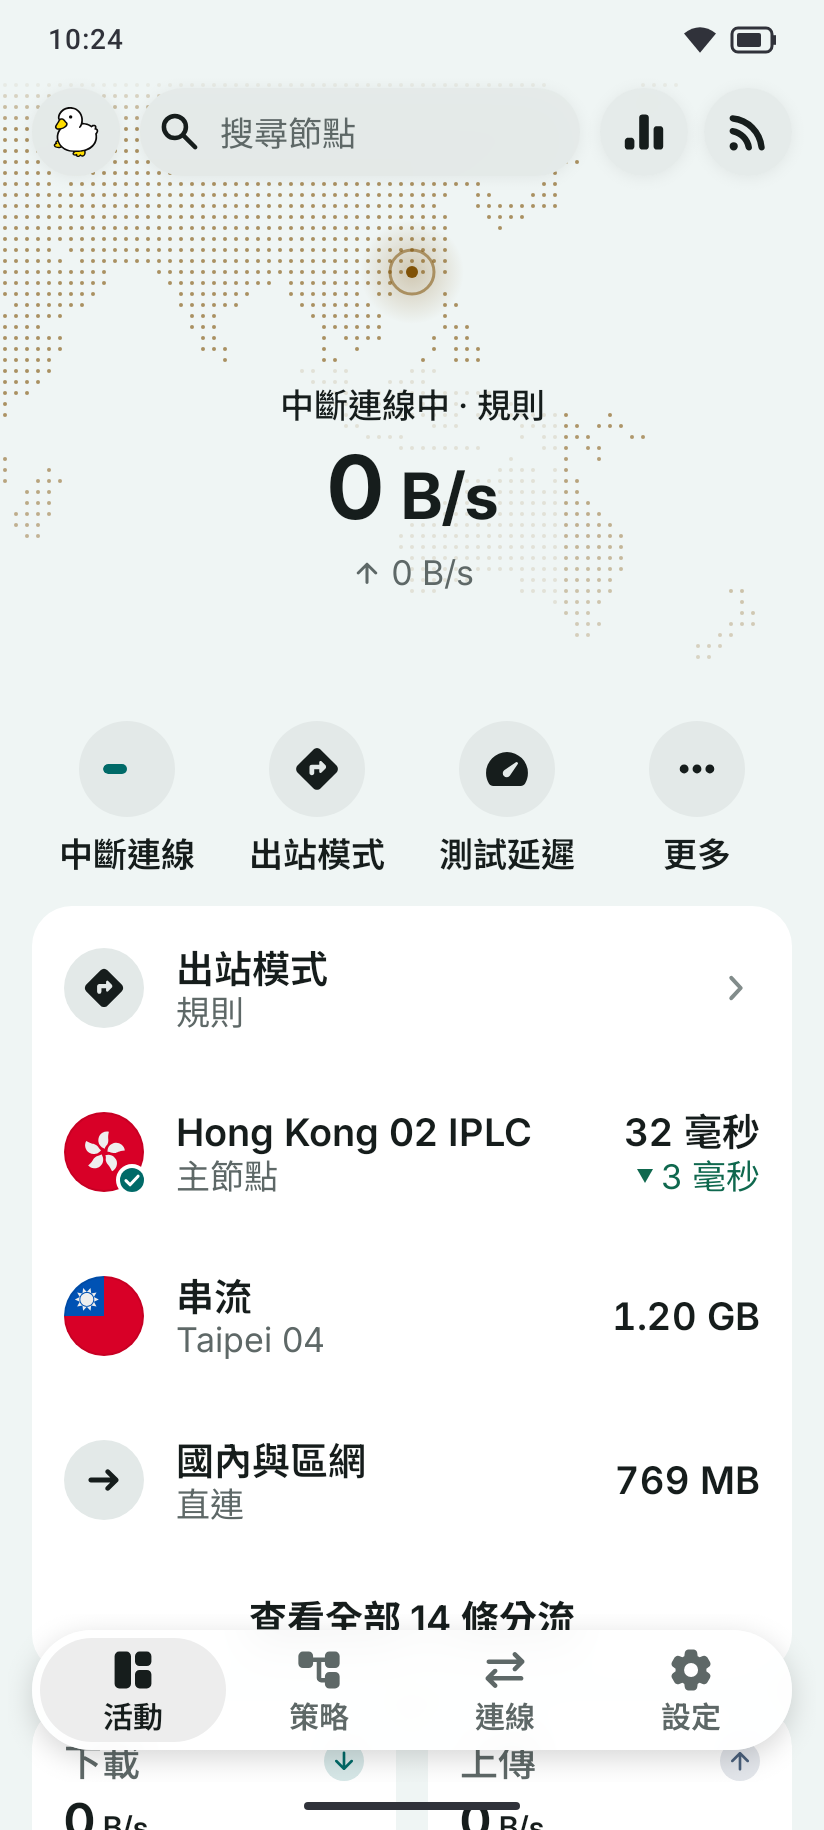 10:24
搜尋節點
中斷連線中 · 規則
0 B/s
↑ 0 B/s
中斷連線
出站模式
測試延遲
更多
出站模式
規則
Hong Kong 02 IPLC
32 毫秒
主節點
▼3 毫秒
串流
1.20 GB
Taipei 04
國內與區網
769 MB
直連
查看全部 14 條分流
活動
策略
連線
設定
下載
上傳
0 B/s
0 B/s